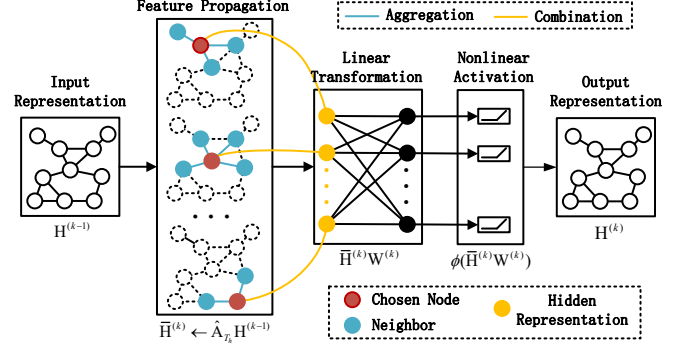 Feature Propagation
Aggregation
Combination
Input
Representation
Linear
Transformation
Nonlinear
Activation
Output
Representation
H^{(k-1)}
H̅^{(k)}W^{(k)}
ϕ(H̅^{(k)}W^{(k)})
H^{(k)}
H̅^{(k)} ← Â_{T_h} H^{(k-1)}
Chosen Node
Neighbor
Hidden
Representation